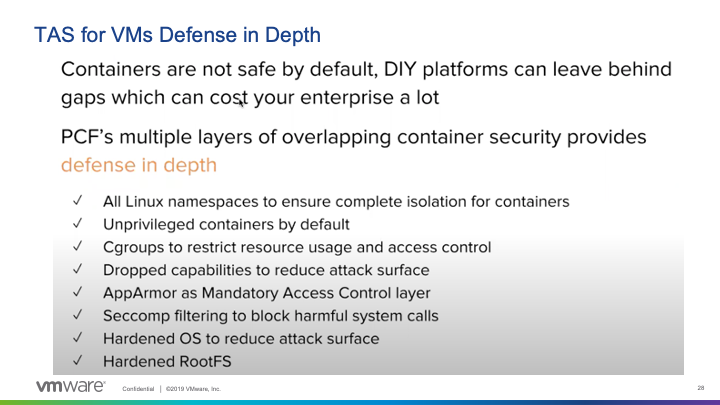 TAS for VMs Defense in Depth
Containers are not safe by default, DIY platforms can leave behind
gaps which can cost your enterprise a lot
PCF’s multiple layers of overlapping container security provides
defense in depth
✓ All Linux namespaces to ensure complete isolation for containers
✓ Unprivileged containers by default
✓ Cgroups to restrict resource usage and access control
✓ Dropped capabilities to reduce attack surface
✓ AppArmor as Mandatory Access Control layer
✓ Seccomp filtering to block harmful system calls
✓ Hardened OS to reduce attack surface
✓ Hardened RootFS
vmware® Confidential | ©2019 VMware, Inc. 28